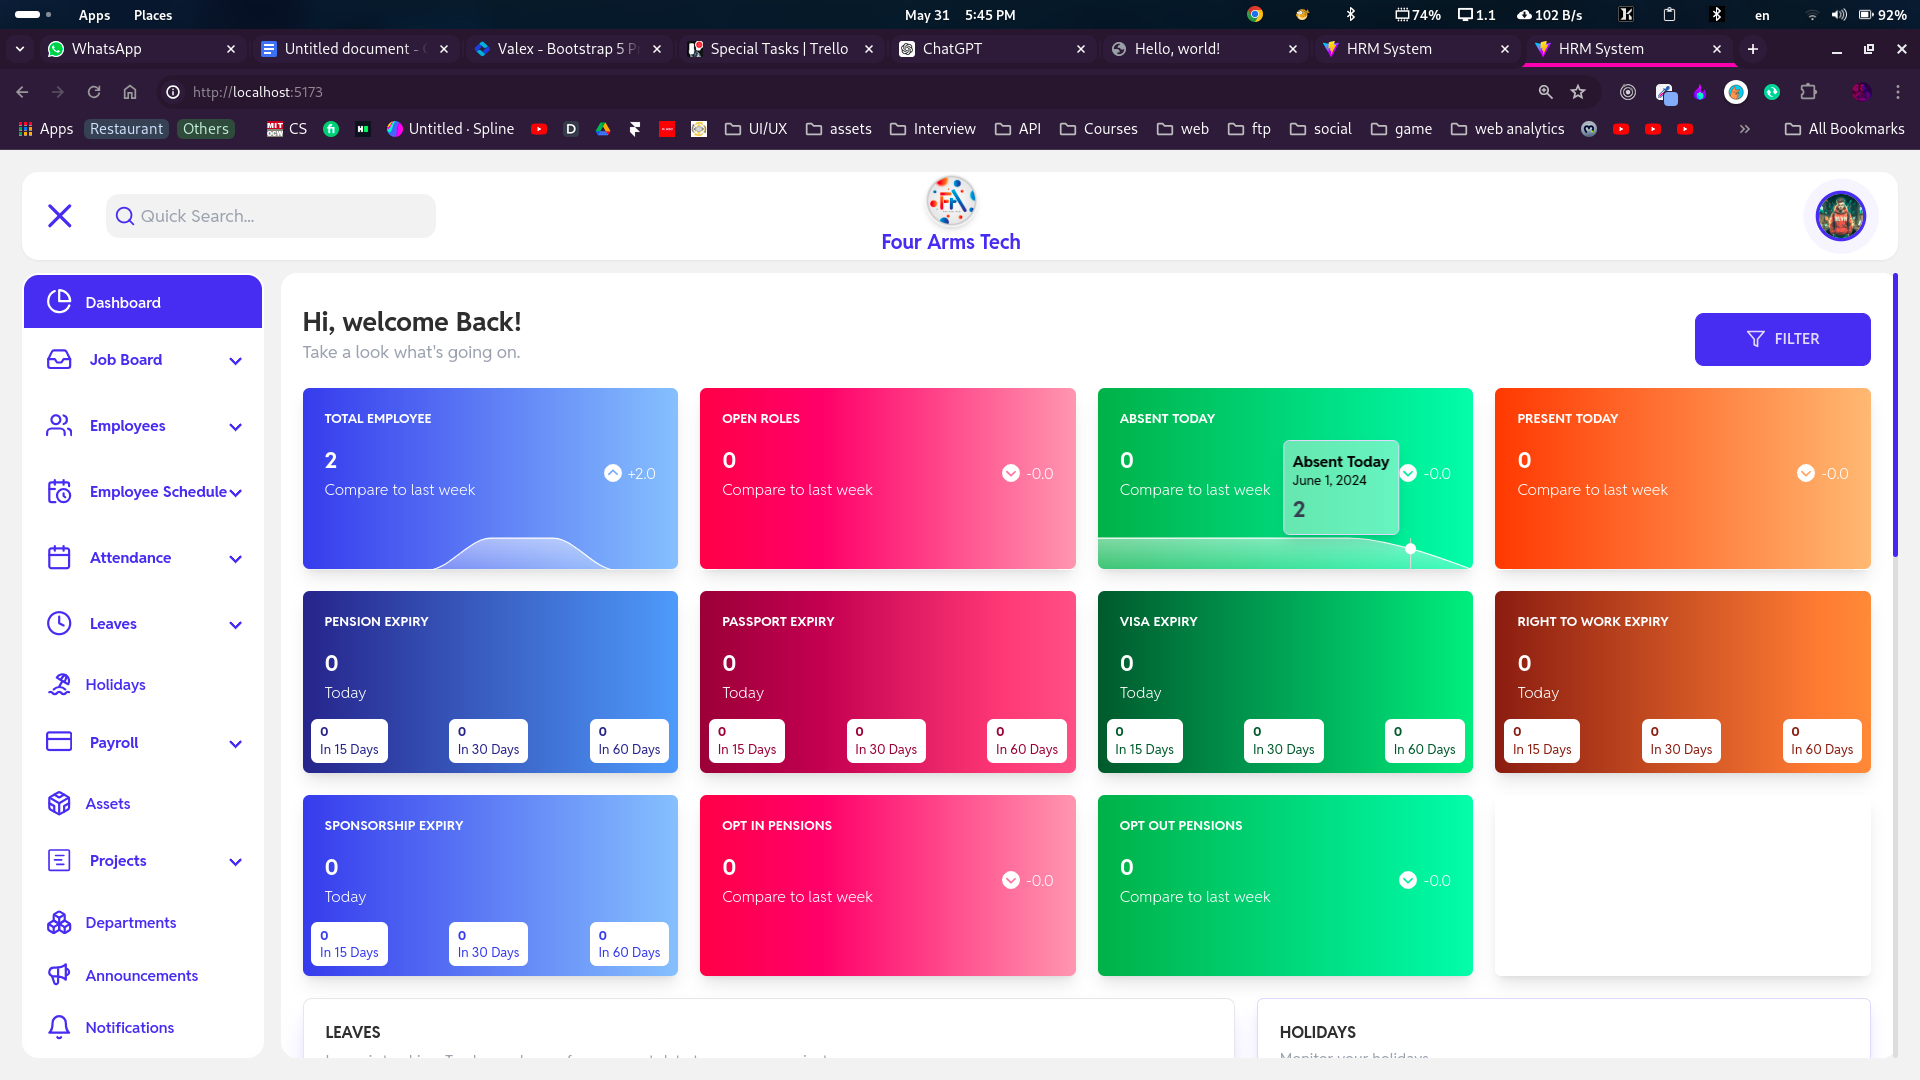 Apps Places May 31 5:45 PM 74% 1.1 102 B/s en 92%
WhatsApp Untitled document - Valex - Bootstrap 5 Special Tasks | Trello ChatGPT Hello, world! HRM System HRM System
http://localhost:5173
Apps Restaurant Others CS Untitled · Spline UI/UX assets Interview API Courses web ftp social game web analytics All Bookmarks
Quick Search...
Four Arms Tech
Dashboard
Job Board
Employees
Employee Schedule
Attendance
Leaves
Holidays
Payroll
Assets
Projects
Departments
Announcements
Notifications
Hi, welcome Back!
Take a look what's going on.
FILTER
TOTAL EMPLOYEE
2
+2.0
Compare to last week
OPEN ROLES
0
-0.0
Compare to last week
ABSENT TODAY
0
-0.0
Compare to last week
Absent Today
June 1, 2024
2
PRESENT TODAY
0
-0.0
Compare to last week
PENSION EXPIRY
0
Today
0 0 0
In 15 Days In 30 Days In 60 Days
PASSPORT EXPIRY
0
Today
0 0 0
In 15 Days In 30 Days In 60 Days
VISA EXPIRY
0
Today
0 0 0
In 15 Days In 30 Days In 60 Days
RIGHT TO WORK EXPIRY
0
Today
0 0 0
In 15 Days In 30 Days In 60 Days
SPONSORSHIP EXPIRY
0
Today
0 0 0
In 15 Days In 30 Days In 60 Days
OPT IN PENSIONS
0
-0.0
Compare to last week
OPT OUT PENSIONS
0
-0.0
Compare to last week
LEAVES
HOLIDAYS
Monitor your holidays